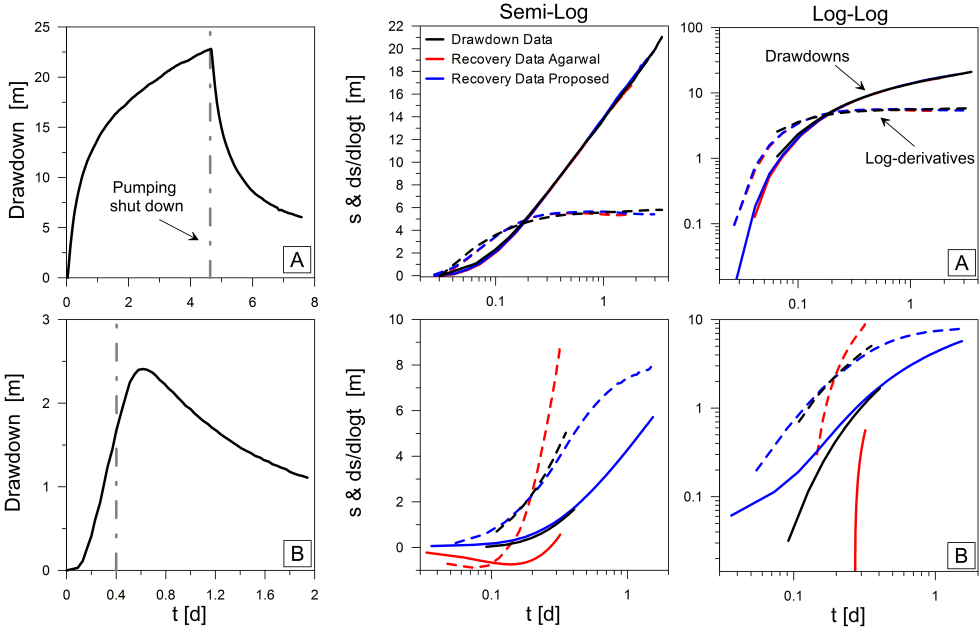 Semi-Log
Log-Log
Drawdown [m]
30
25
20
15
10
5
0
Pumping
shut down
A
0
2
4
6
8
s & ds/dlogt [m]
22
20
18
16
14
12
10
8
6
4
2
0
Drawdown Data
Recovery Data Agarwal
Recovery Data Proposed
0.1
1
100
10
1
0.1
Drawdowns
Log-derivatives
A
0.1
1
Drawdown [m]
3
2
1
0
B
0
0.4
0.8
1.2
1.6
2
t [d]
s & ds/dlogt [m]
10
8
6
4
2
0
0.1
1
t [d]
10
1
0.1
B
0.1
1
t [d]